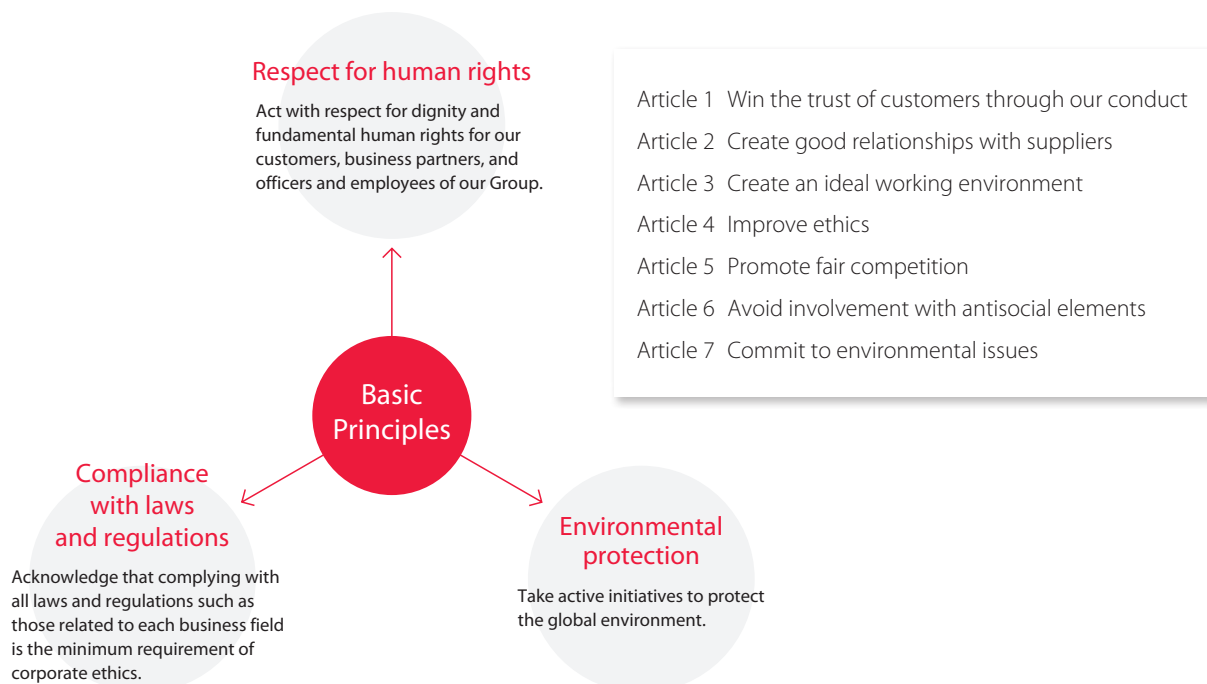 Respect for human rights
Act with respect for dignity and
fundamental human rights for our
customers, business partners, and
officers and employees of our Group.
Article 1 Win the trust of customers through our conduct
Article 2 Create good relationships with suppliers
Article 3 Create an ideal working environment
Article 4 Improve ethics
Article 5 Promote fair competition
Article 6 Avoid involvement with antisocial elements
Article 7 Commit to environmental issues
Basic
Principles
Compliance
with laws
and regulations
Acknowledge that complying with
all laws and regulations such as
those related to each business field
is the minimum requirement of
corporate ethics.
Environmental
protection
Take active initiatives to protect
the global environment.